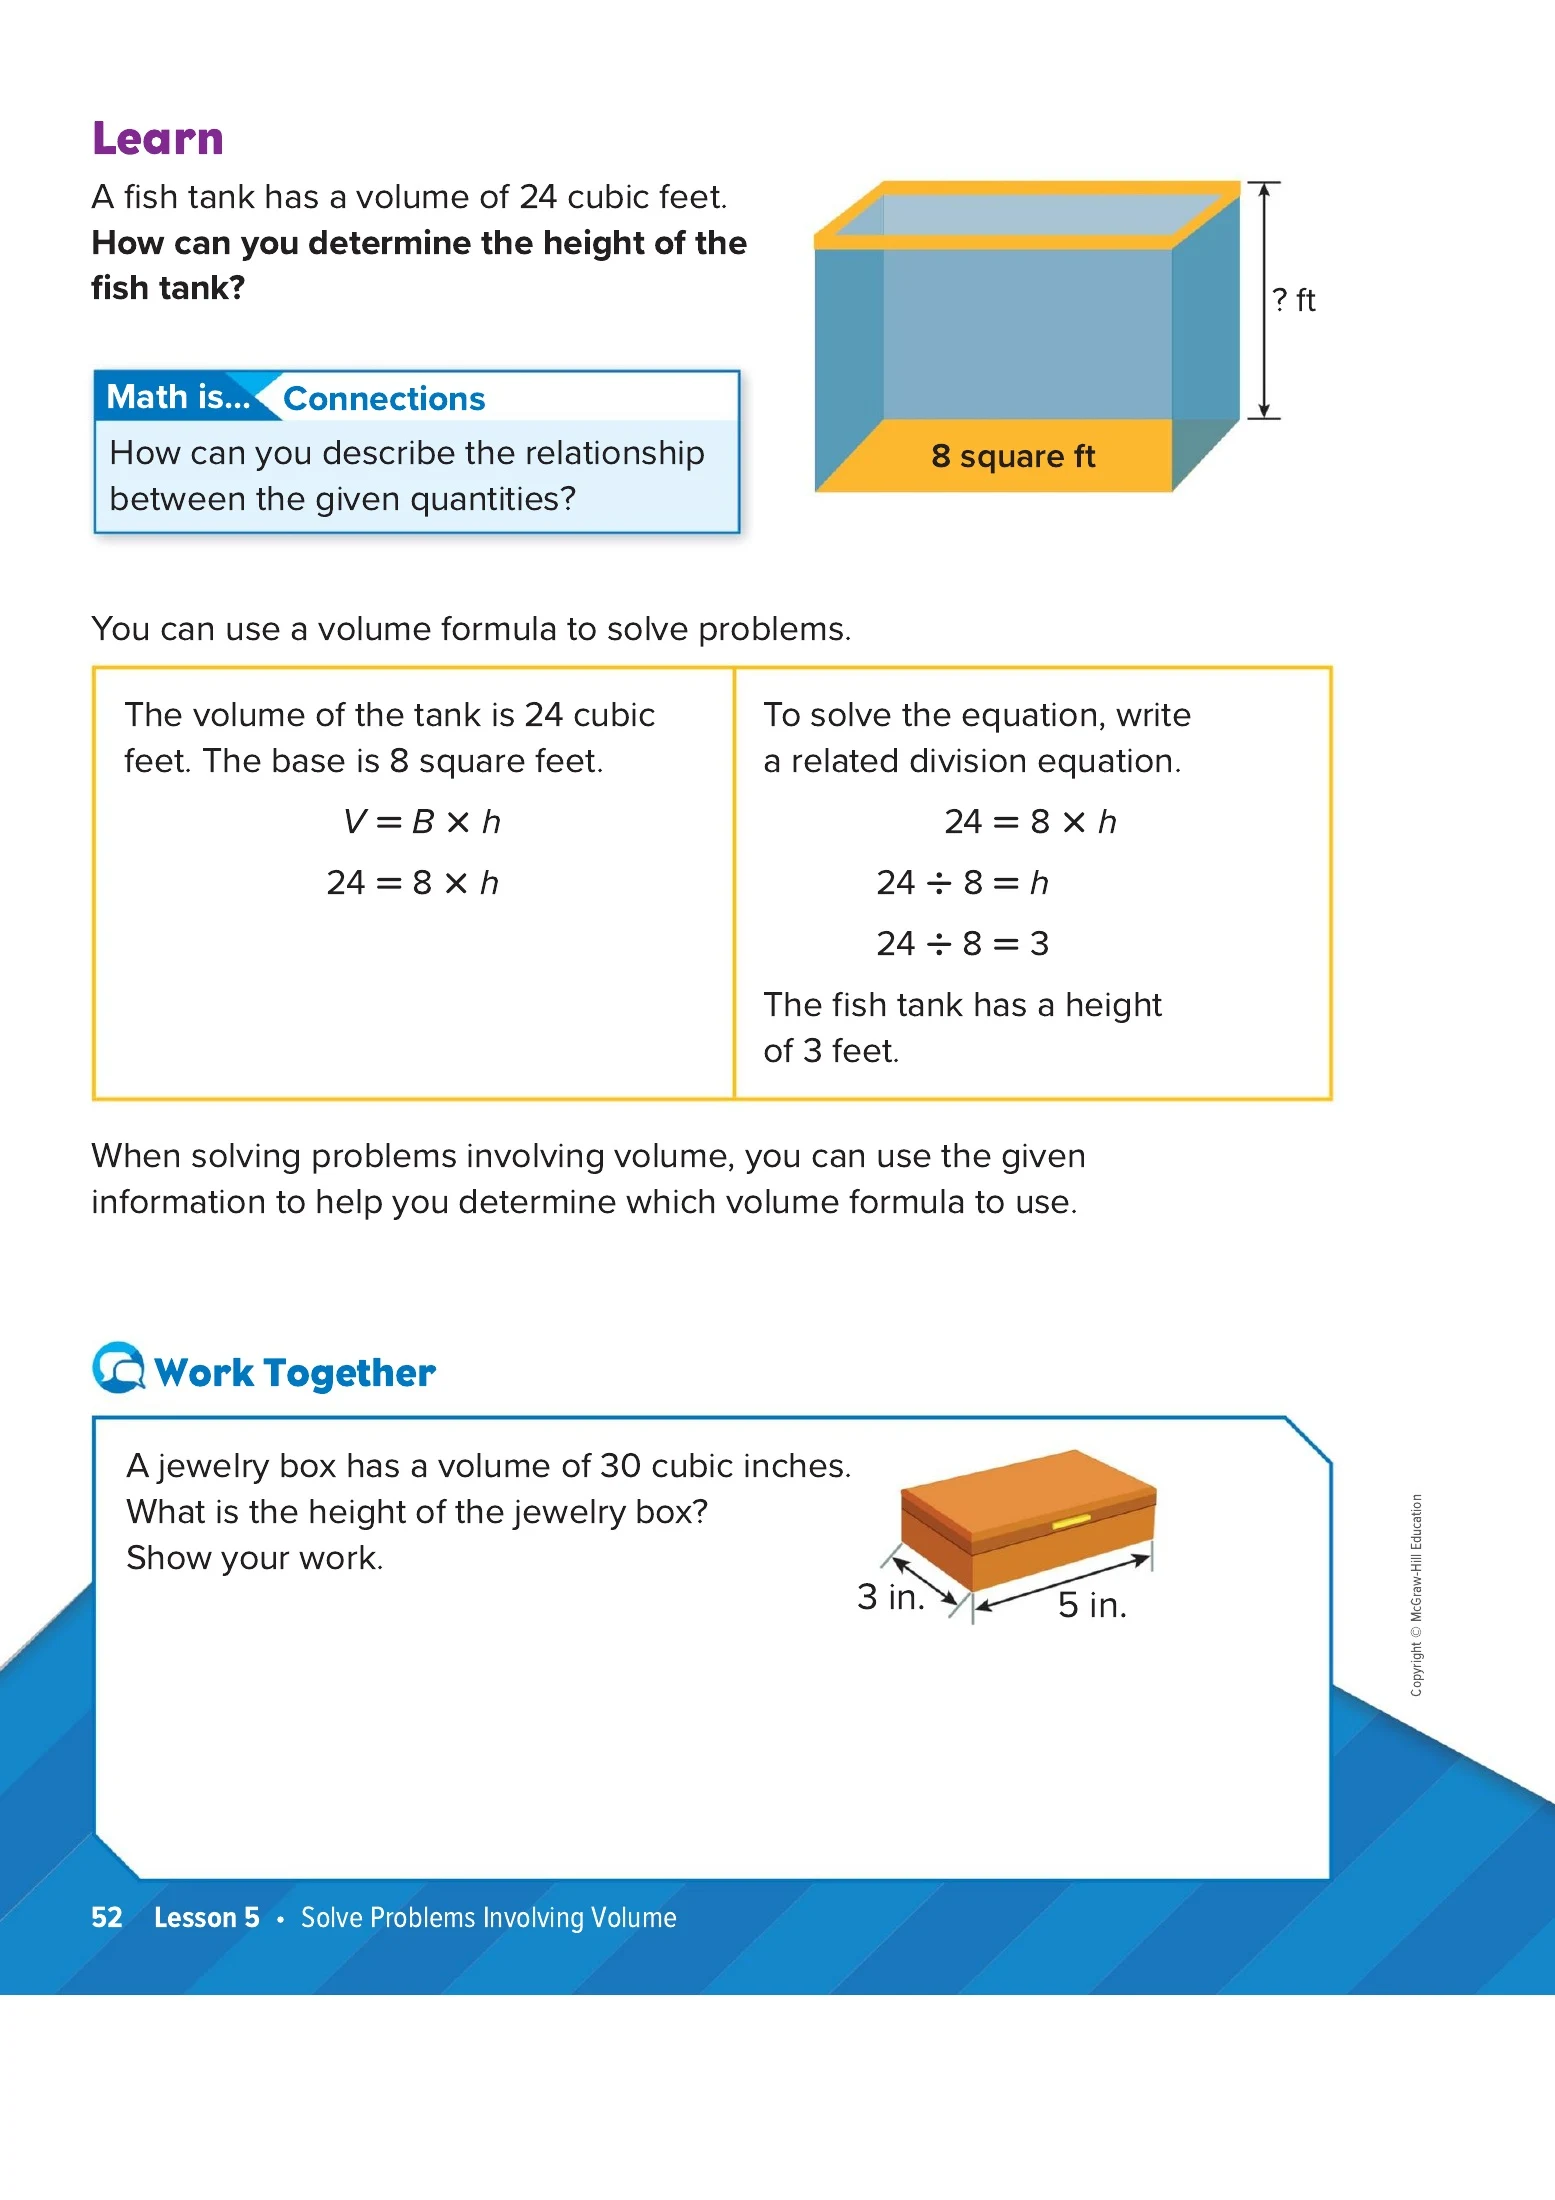 Learn
A fish tank has a volume of 24 cubic feet.
How can you determine the height of the
fish tank?
? ft
8 square ft
Math is... Connections
How can you describe the relationship
between the given quantities?
You can use a volume formula to solve problems.
The volume of the tank is 24 cubic
feet. The base is 8 square feet.
V = B × h
24 = 8 × h
To solve the equation, write
a related division equation.
24 = 8 × h
24 ÷ 8 = h
24 ÷ 8 = 3
The fish tank has a height
of 3 feet.
When solving problems involving volume, you can use the given
information to help you determine which volume formula to use.
Work Together
A jewelry box has a volume of 30 cubic inches.
What is the height of the jewelry box?
Show your work.
3 in.
5 in.
Copyright © McGraw-Hill Education
52 Lesson 5 • Solve Problems Involving Volume